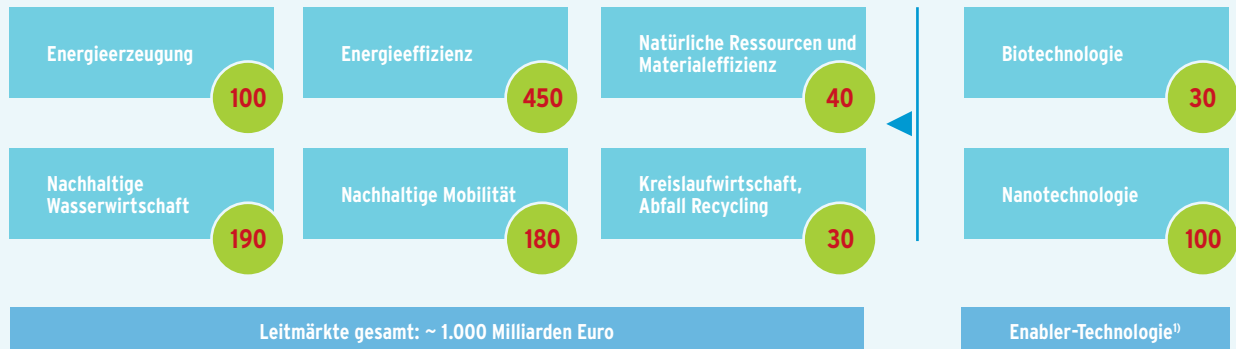 Energieerzeugung
100
Energieeffizienz
450
Natürliche Ressourcen und
Materialeffizienz
40
Biotechnologie
30
Nachhaltige
Wasserwirtschaft
190
Nachhaltige Mobilität
180
Kreislaufwirtschaft,
Abfall Recycling
30
Nanotechnologie
100
Leitmärkte gesamt: ~ 1.000 Milliarden Euro
Enabler-Technologie¹⁾